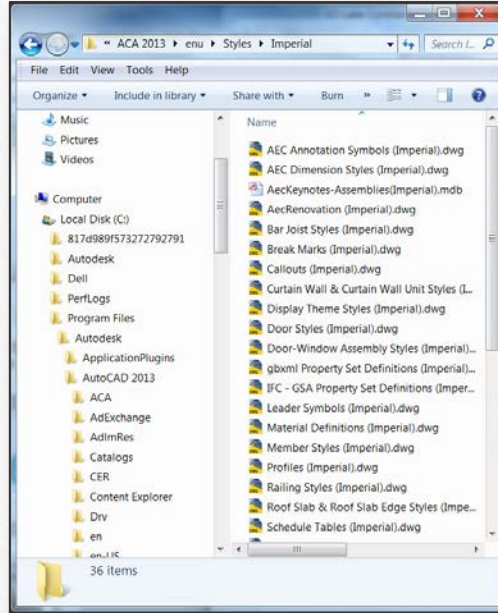 « ACA 2013 ▸ enu ▸ Styles ▸ Imperial
Search I...
File Edit View Tools Help
Organize ▾ Include in library ▾ Share with ▾ Burn »
Music
Pictures
Videos
Computer
Local Disk (C:)
817d989f573272792791
Autodesk
Dell
PerfLogs
Program Files
Autodesk
ApplicationPlugins
AutoCAD 2013
ACA
AdExchange
AdlmRes
Catalogs
CER
Content Explorer
Drv
en
en-US
Name
AEC Annotation Symbols (Imperial).dwg
AEC Dimension Styles (Imperial).dwg
AecKeynotes-Assemblies(Imperial).mdb
AecRenovation (Imperial).dwg
Bar Joist Styles (Imperial).dwg
Break Marks (Imperial).dwg
Callouts (Imperial).dwg
Curtain Wall & Curtain Wall Unit Styles (I...
Display Theme Styles (Imperial).dwg
Door Styles (Imperial).dwg
Door-Window Assembly Styles (Imperial)...
gbxml Property Set Definitions (Imperial)...
IFC - GSA Property Set Definitions (Imper...
Leader Symbols (Imperial).dwg
Material Definitions (Imperial).dwg
Member Styles (Imperial).dwg
Profiles (Imperial).dwg
Railing Styles (Imperial).dwg
Roof Slab & Roof Slab Edge Styles (Impe...
Schedule Tables (Imperial).dwg
36 items